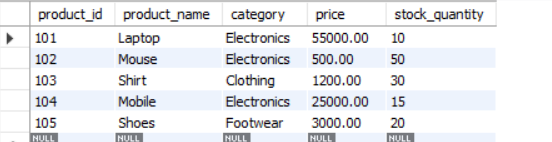 product_id product_name category price stock_quantity
101 Laptop Electronics 55000.00 10
102 Mouse Electronics 500.00 50
103 Shirt Clothing 1200.00 30
104 Mobile Electronics 25000.00 15
105 Shoes Footwear 3000.00 20
NULL NULL NULL NULL NULL